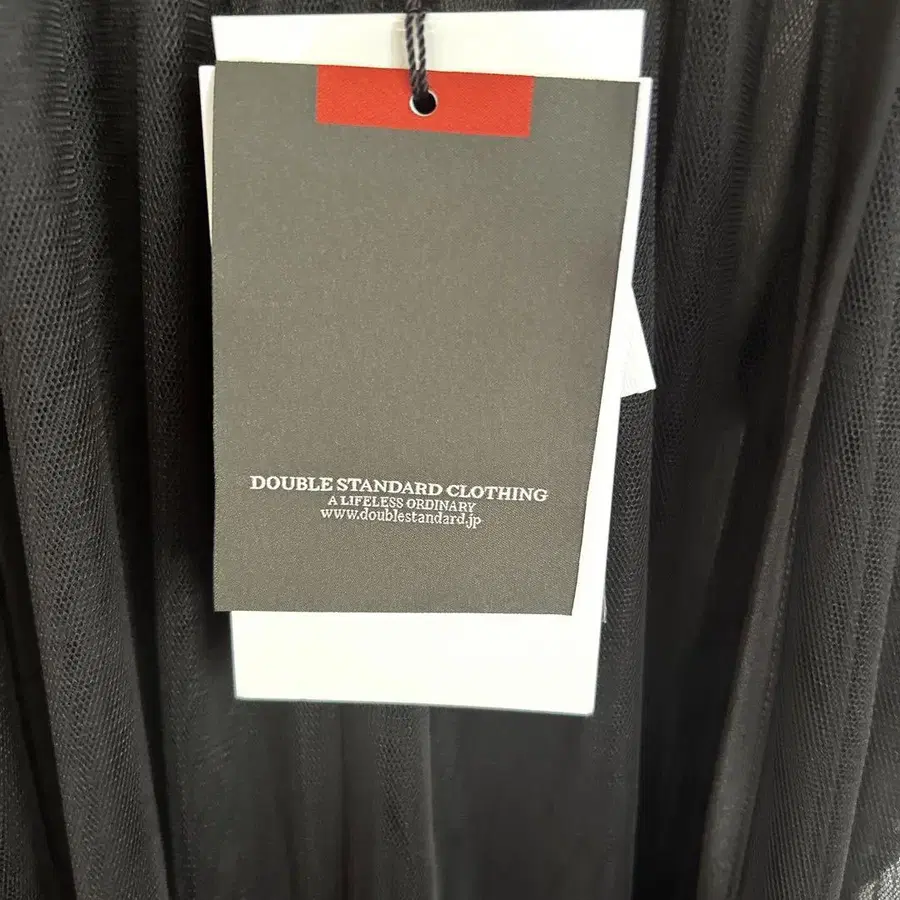 DOUBLE STANDARD CLOTHING
A LIFELESS ORDINARY
www.doublestandard.jp